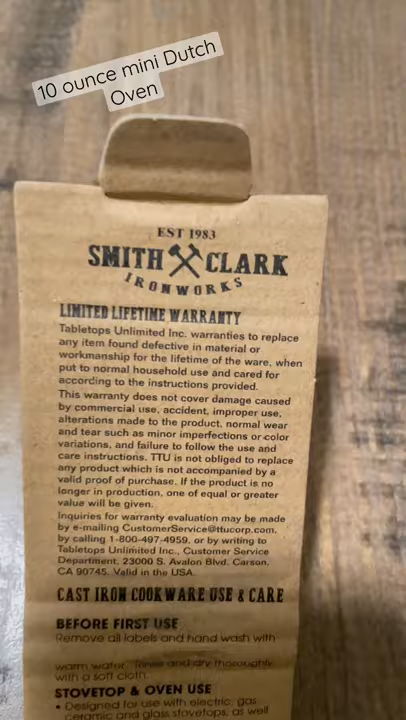 10 ounce mini Dutch
Oven
EST 1983
SMITH CLARK
IRONWORKS
LIMITED LIFETIME WARRANTY
Tabletops Unlimited Inc. warranties to replace
any item found defective in material or
workmanship for the lifetime of the ware, when
put to normal household use and cared for
according to the instructions provided.
This warranty does not cover damage caused
by commercial use, accident, improper use,
alterations made to the product, normal wear
and tear such as minor imperfections or color
variations, and failure to follow the use and
care instructions. TTU is not obliged to replace
any product which is not accompanied by a
valid proof of purchase. If the product is no
longer in production, one of equal or greater
value will be given.
Inquiries for warranty evaluation may be made
by e-mailing CustomerService@ttucorp.com,
by calling 1-800-497-4959, or by writing to
Tabletops Unlimited Inc., Customer Service
Department, 23000 S. Avalon Blvd. Carson,
CA 90745. Valid in the USA.
CAST IRON COOKWARE USE & CARE
BEFORE FIRST USE
Remove all labels and hand wash with
warm water. Rinse and dry thoroughly
with a soft cloth.
STOVETOP & OVEN USE
• Designed for use with electric, gas
ceramic and glass stovetops, as well